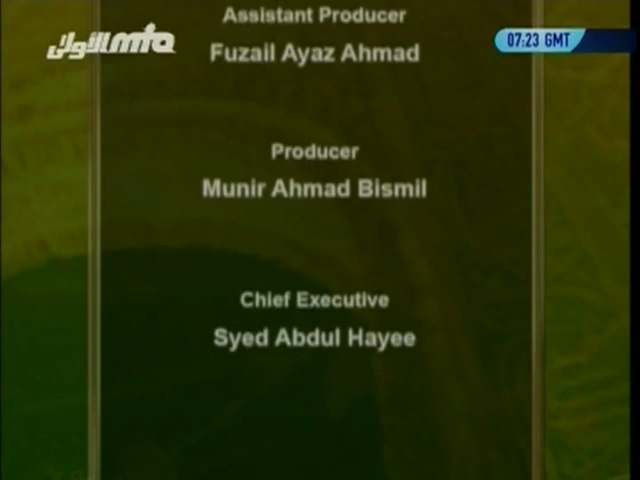 Assistant Producer
mta الأولى
07:23 GMT
Fuzail Ayaz Ahmad
Producer
Munir Ahmad Bismil
Chief Executive
Syed Abdul Hayee